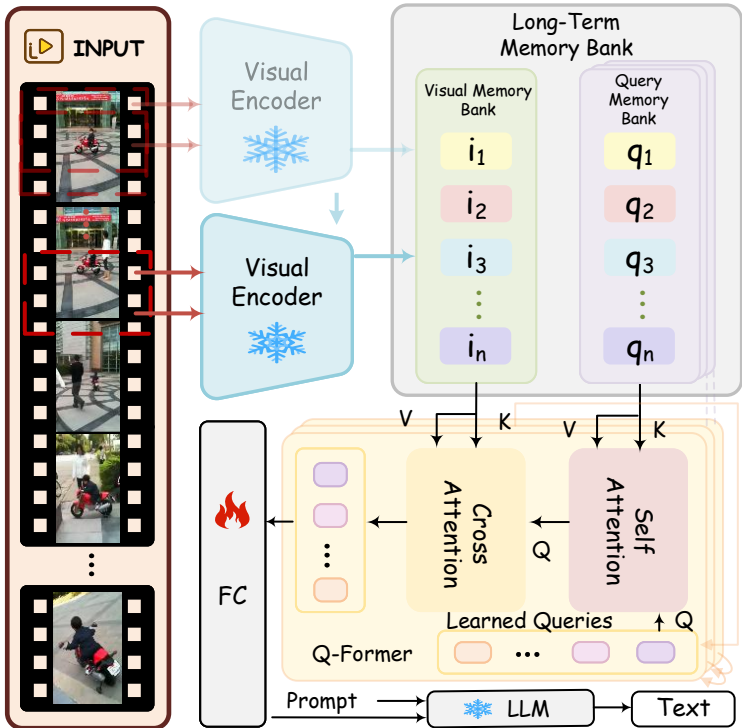 INPUT
Visual
Encoder
Visual
Encoder
Long-Term
Memory Bank
Visual Memory
Bank
i1
i2
i3
in
Query
Memory
Bank
q1
q2
q3
qn
V
K
V
K
FC
Cross
Attention
Q
Self
Attention
Q
Learned Queries
Q-Former
Prompt
LLM
Text